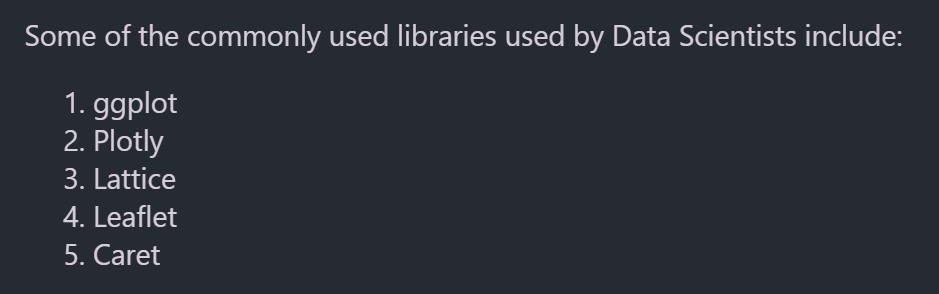 Some of the commonly used libraries used by Data Scientists include:
1. ggplot
2. Plotly
3. Lattice
4. Leaflet
5. Caret